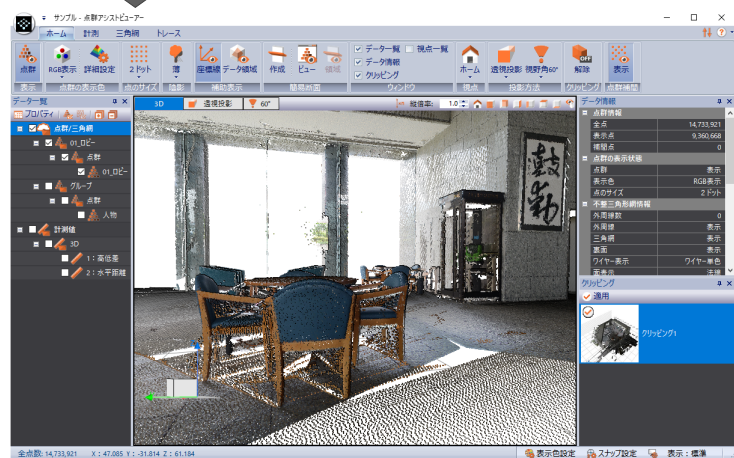 サンプル - 点群アシストビューアー
ホーム 計測 三角網 トレース
点群 RGB表示 詳細設定 2ドット 薄 座標線 データ領域 作成 ビュー 領域 ホーム 透視投影 視野角60° 解除 表示
データ一覧 視点一覧
データ情報
クリッピング
表示 点群の表示色 点のサイズ 陰影 補助表示 簡易断面 ウィンドウ 視点 投影方法 クリッピング 点群補間
データ一覧
プロパティ
点群/三角網
01_ロビー
点群
01_ロビー
グループ
点群
人物
計測値
3D
1：高低差
2：水平距離
3D 透視投影 60° 縦倍率: 1.0
鼓動
データ情報
点群情報
全点 14,733,921
表示点 9,360,668
補間点 0
点群の表示状態
点群 表示
表示色 RGB表示
点のサイズ 2 ドット
不整三角形網情報
外周線数 0
外周線 表示
三角網 表示
裏面 表示
ワイヤー表示 ワイヤー単色
面表示 法線
クリッピング
適用
クリッピング1
全点数: 14,733,921 X : 47.085 Y : -31.814 Z : 61.184 表示色設定 スナップ設定 表示：標準